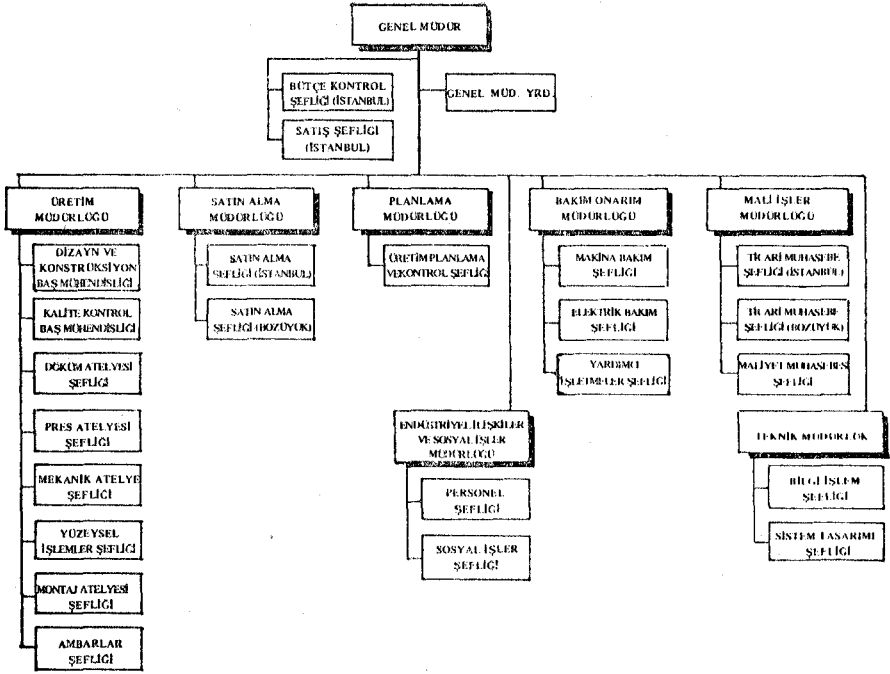 GENEL MÜDÜR
BÜTÇE KONTROL
ŞEFLİĞİ (İSTANBUL)
GENEL MÜD. YRD.
SATIŞ ŞEFLİĞİ
(İSTANBUL)
ÜRETİM
MÜDÜRLÜĞÜ
DİZAYN VE
KONSTRÜKSİYON
BAŞ MÜHENDİSLİĞİ
KALİTE KONTROL
BAŞ MÜHENDİSLİĞİ
DÖKÜM ATELYESİ
ŞEFLİĞİ
PRES ATELYESİ
ŞEFLİĞİ
MEKANİK ATELYE
ŞEFLİĞİ
YÜZEYSEL
İŞLEMLER ŞEFLİĞİ
MONTAJ ATELYESİ
ŞEFLİĞİ
AMBARLAR
ŞEFLİĞİ
SATIN ALMA
MÜDÜRLÜĞÜ
SATIN ALMA
ŞEFLİĞİ (İSTANBUL)
SATIN ALMA
ŞEFLİĞİ (BOZÜYÜK)
PLANLAMA
MÜDÜRLÜĞÜ
ÜRETİM PLANLAMA
VE KONTROL ŞEFLİĞİ
ENDÜSTRİYEL İLİŞKİLER
VE SOSYAL İŞLER
MÜDÜRLÜĞÜ
PERSONEL
ŞEFLİĞİ
SOSYAL İŞLER
ŞEFLİĞİ
BAKIM ONARIM
MÜDÜRLÜĞÜ
MAKİNA BAKIM
ŞEFLİĞİ
ELEKTRİK BAKIM
ŞEFLİĞİ
YARDIMCI
İŞLETMELER ŞEFLİĞİ
MALİ İŞLER
MÜDÜRLÜĞÜ
TİCARİ MUHASEBE
ŞEFLİĞİ (İSTANBUL)
TİCARİ MUHASEBE
ŞEFLİĞİ (BOZÜYÜK)
MALİYET MUHASEBESİ
ŞEFLİĞİ
TEKNİK MÜDÜRLÜK
BİLGİ İŞLEM
ŞEFLİĞİ
SİSTEM TASARIMI
ŞEFLİĞİ